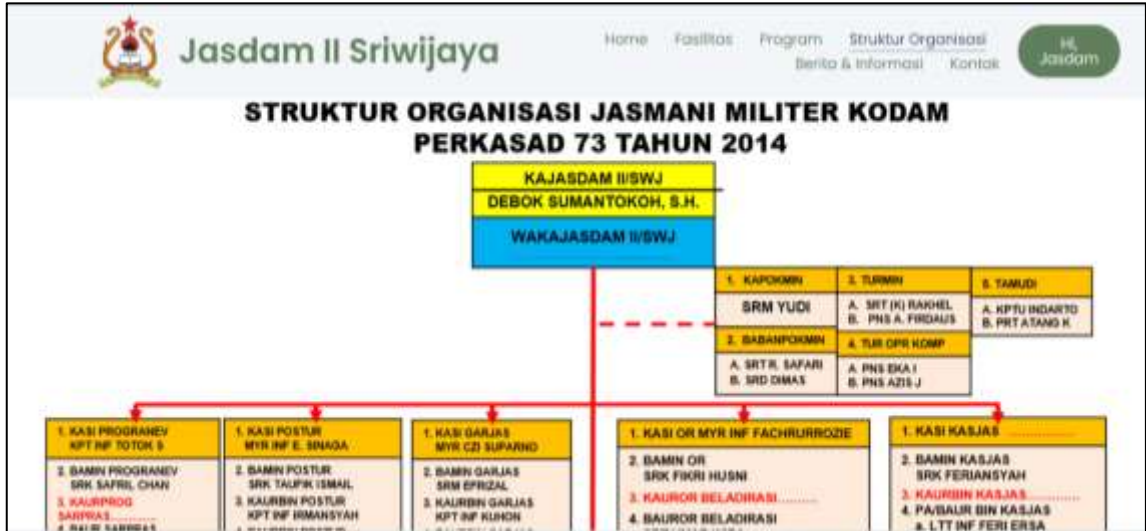 Jasdam II Sriwijaya
Home Fasilitas Program Struktur Organisasi
Berita & Informasi Kontak
Hi,
Jasdam
STRUKTUR ORGANISASI JASMANI MILITER KODAM
PERKASAD 73 TAHUN 2014
KAJASDAM II/SWJ
DEBOK SUMANTOKOH, S.H.
WAKAJASDAM II/SWJ
1. KAPOKMIN
SRM YUDI
2. BABANPOKMIN
A. SRT R. SAFARI
B. SRD DIMAS
3. TURMIN
A. SRT (K) RAKHEL
B. PNS A. FIRDAUS
4. TUR OPR KOMP
A. PNS EKA I
B. PNS AZIS J
5. TAMUDI
A. KPTU INDARTO
B. PRT ATANG K
1. KASI PROGRANEV
KPT INF TOTOK S
2. BAMIN PROGRANEV
SRK SAFRIL CHAN
3. KAURPROG
SARPRAS............
4. BAUR SARPRAS
1. KASI POSTUR
MYR INF E. SINAGA
2. BAMIN POSTUR
SRK TAUFIK ISMAIL
3. KAURBIN POSTUR
KPT INF IRMANSYAH
1. KASI GARJAS
MYR CZI SUPARNO
2. BAMIN GARJAS
SRM EFRIZAL
3. KAURBIN GARJAS
KPT INF KUHON
1. KASI OR MYR INF FACHRURROZIE
2. BAMIN OR
SRK FIKRI HUSNI
3. KAUROR BELADIRASI..........
4. BAUROR BELADIRASI
1. KASI KASJAS ................
2. BAMIN KASJAS
SRK FERIANSYAH
3. KAURBIN KASJAS............
4. PA/BAUR BIN KASJAS
a. LTT INF FERI ERSA